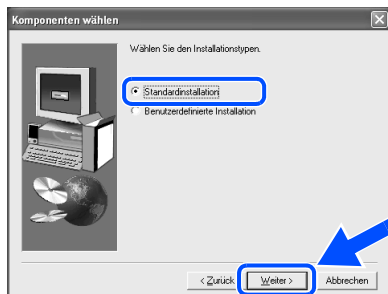 Komponenten wählen
Wählen Sie den Installationstypen.
Standardinstallation
Benutzerdefinierte Installation
< Zurück
Weiter >
Abbrechen